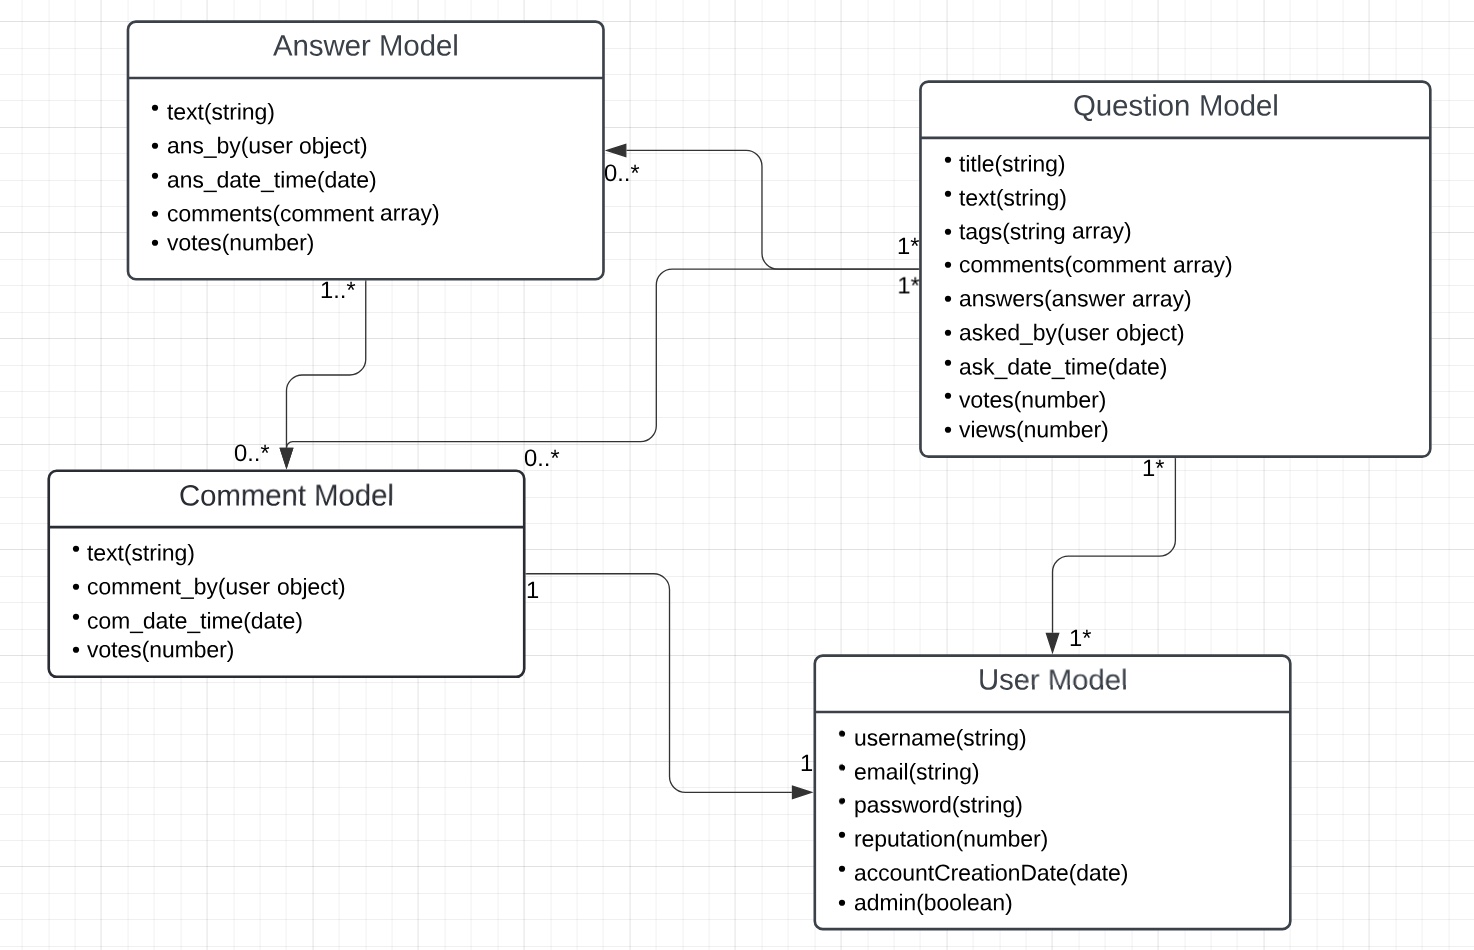 Answer Model
• text(string)
• ans_by(user object)
• ans_date_time(date)
• comments(comment array)
• votes(number)
0..*
1..*
Question Model
• title(string)
• text(string)
• tags(string array)
• comments(comment array)
• answers(answer array)
• asked_by(user object)
• ask_date_time(date)
• votes(number)
• views(number)
1*
1*
1*
0..*
0..*
Comment Model
• text(string)
• comment_by(user object)
• com_date_time(date)
• votes(number)
1
1*
1
User Model
• username(string)
• email(string)
• password(string)
• reputation(number)
• accountCreationDate(date)
• admin(boolean)